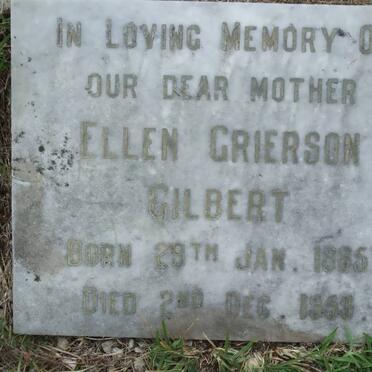 IN LOVING MEMORY O
OUR DEAR MOTHER
ELLEN GRIERSON
GILBERT
BORN 29TH JAN.
DIED 2ND DEC.